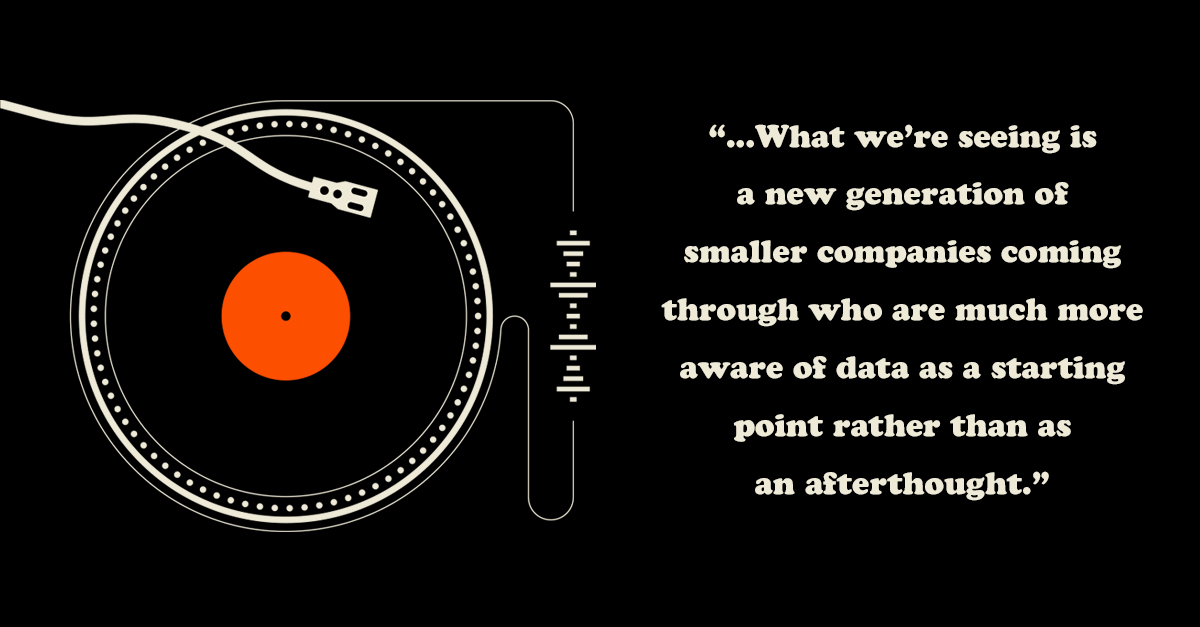 “...What we’re seeing is
a new generation of
smaller companies coming
through who are much more
aware of data as a starting
point rather than as
an afterthought.”